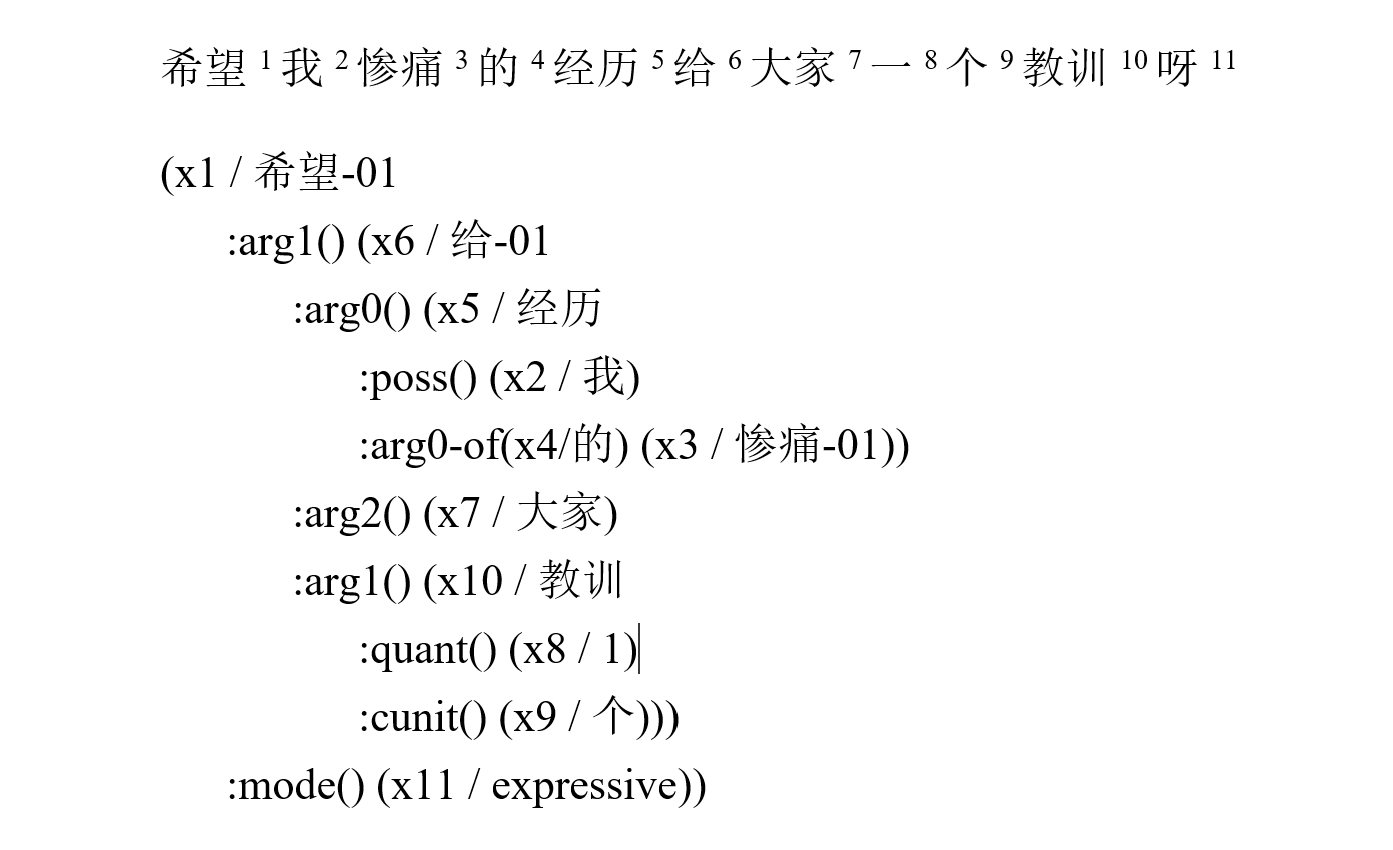 希望 1 我 2 惨痛 3 的 4 经历 5 给 6 大家 7 一 8 个 9 教训 10 呀 11
(x1 / 希望-01
:arg1() (x6 / 给-01
:arg0() (x5 / 经历
:poss() (x2 / 我)
:arg0-of(x4/的) (x3 / 惨痛-01))
:arg2() (x7 / 大家)
:arg1() (x10 / 教训
:quant() (x8 / 1)
:cunit() (x9 / 个)))
:mode() (x11 / expressive))